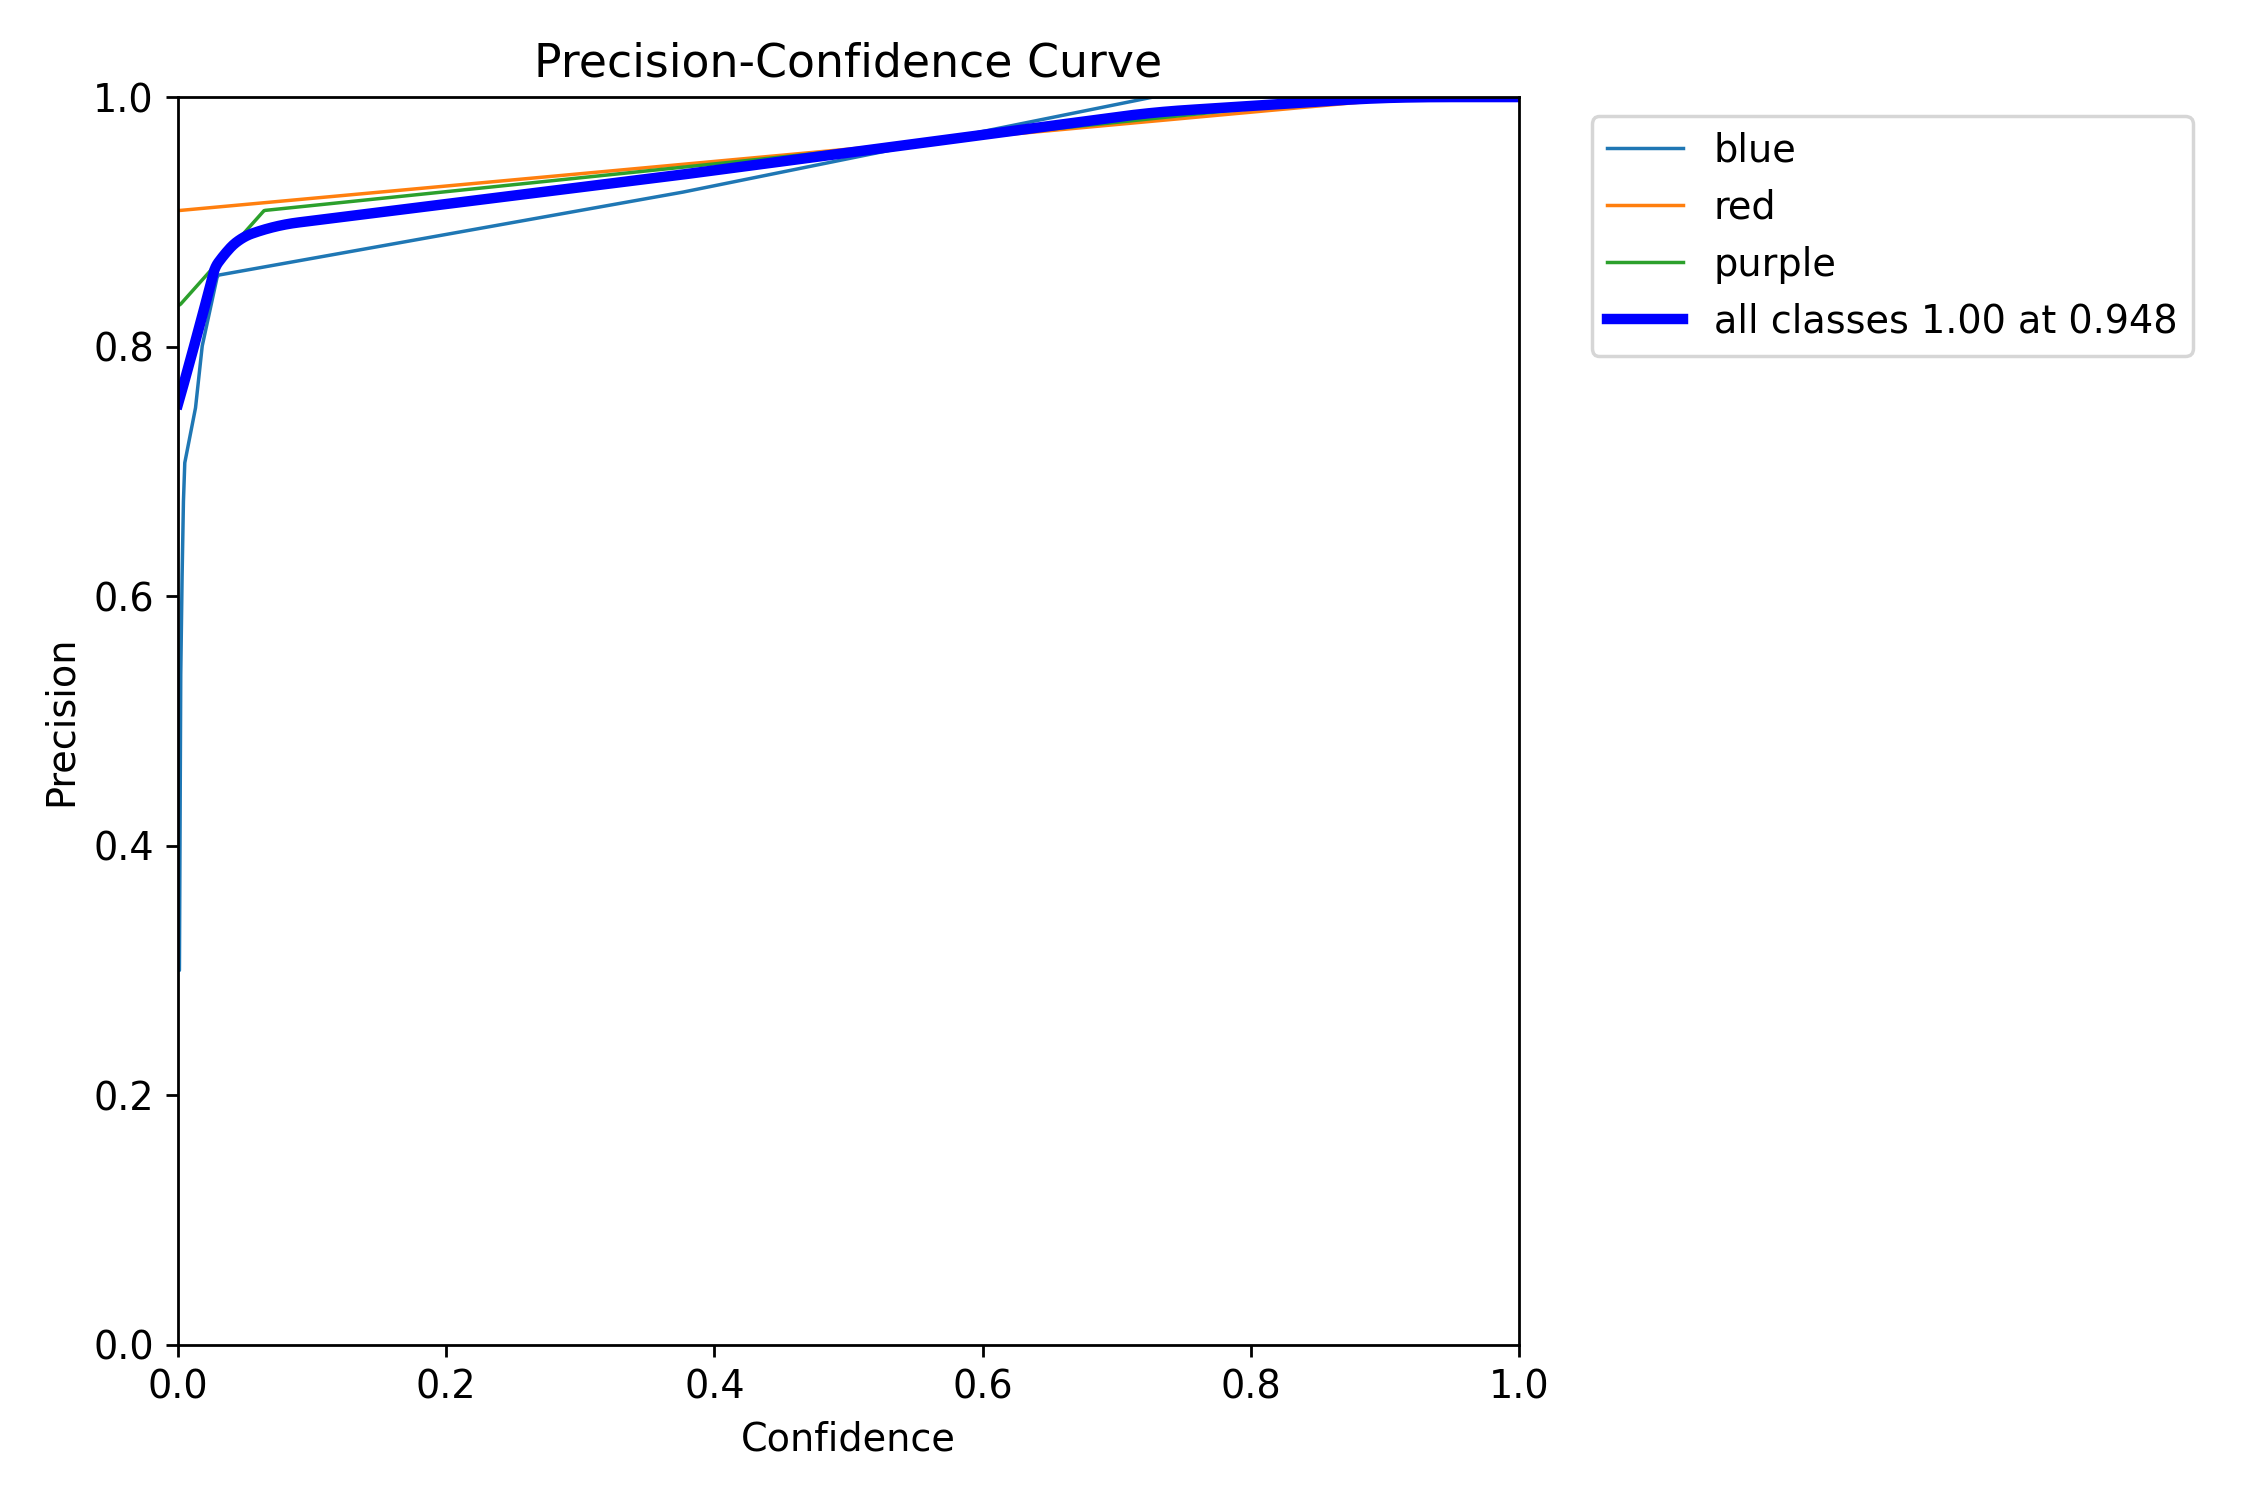 Precision-Confidence Curve
1.0
0.8
0.6
0.4
0.2
0.0
Precision
0.0 0.2 0.4 0.6 0.8 1.0
Confidence
blue
red
purple
all classes 1.00 at 0.948